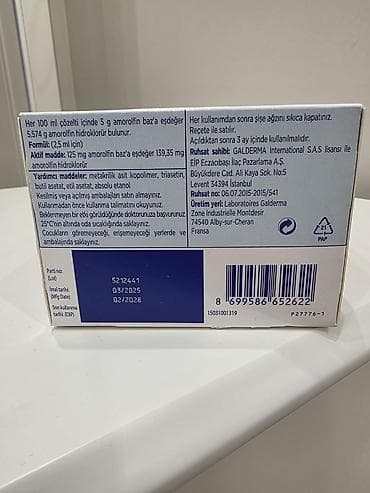 Her 100 ml çözelti içinde 5 g amorolfin baz'a eşdeğer
5,574 g amorolfin hidroklorür bulunur.
Formül: (2,5 ml için)
Aktif madde: 125 mg amorolfin baz'a eşdeğer 139,35 mg
amorolfin hidroklorür
Yardımcı maddeler: metakrilik asit kopolimer, triasetin,
butil asetat, etil asetat, absolu etanol
Kesilmiş veya açılmış ambalajları satın almayınız.
Kullanmadan önce kullanma talimatını okuyunuz.
Beklenmeyen bir etki görüldüğünde doktorunuza başvurunuz.
25°C'nin altında oda sıcaklığında saklayınız.
Çocukların göremeyeceği, erişemeyeceği yerlerde ve
ambalajında saklayınız.
Her kullanımdan sonra şişe ağzını sıkıca kapatınız.
Reçete ile satılır.
Açıldıktan sonra 3 ay içinde kullanılmalıdır.
Ruhsat sahibi: GALDERMA International S.A.S lisansı ile
EİP Eczacıbaşı İlaç Pazarlama A.Ş.
Büyükdere Cad. Ali Kaya Sok. No:5
Levent 34394 İstanbul
Ruhsat no: 06.07.2015-2015/541
Üretim yeri: Laboratoires Galderma
Zone Industrielle Montdesir
74540 Alby-sur-Cheran
Fransa
21
PAP
Parti no:
(Lot)
5212441
İmal tarihi:
(Mfg Date)
03/2025
Son kullanma
tarihi: (EXP)
02/2028
8 699586 652622
15031001319
P27776-1